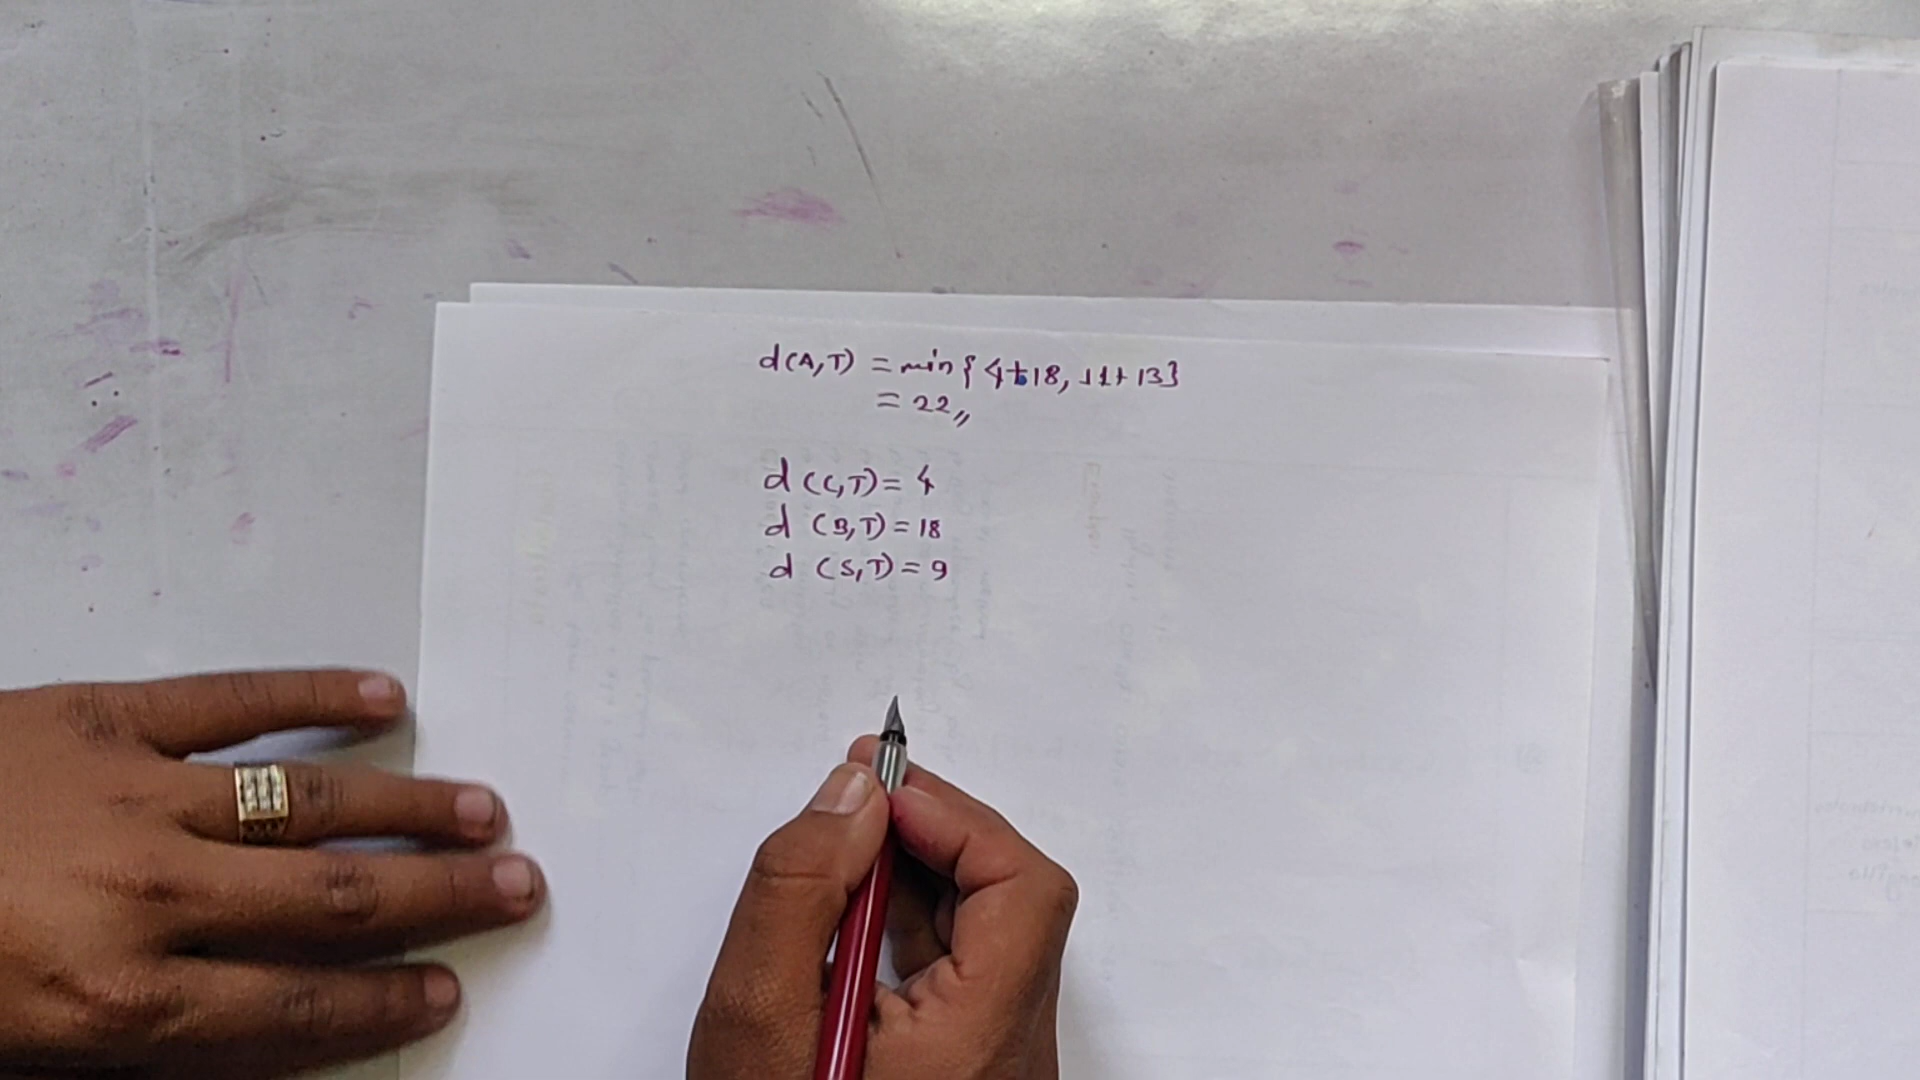 d(A,T) = min{ 4+18, 11+13}
= 22,,
d (C,T) = 4
d (B,T) = 18
d (S,T) = 9